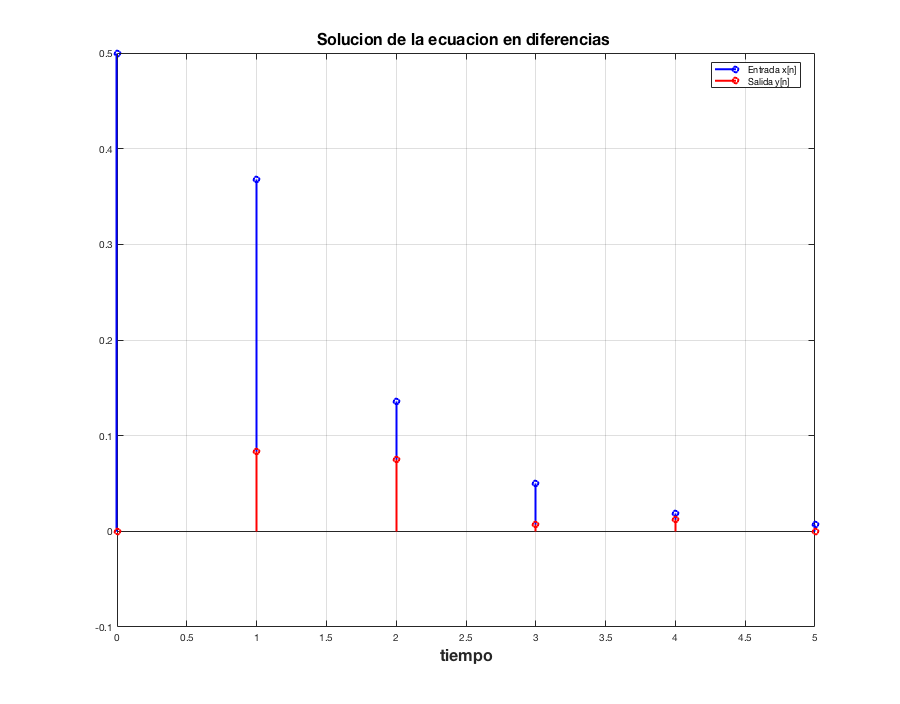 Solucion de la ecuacion en diferencias
Entrada x[n]
Salida y[n]
0.5
0.4
0.3
0.2
0.1
0
-0.1
0 0.5 1 1.5 2 2.5 3 3.5 4 4.5 5
tiempo